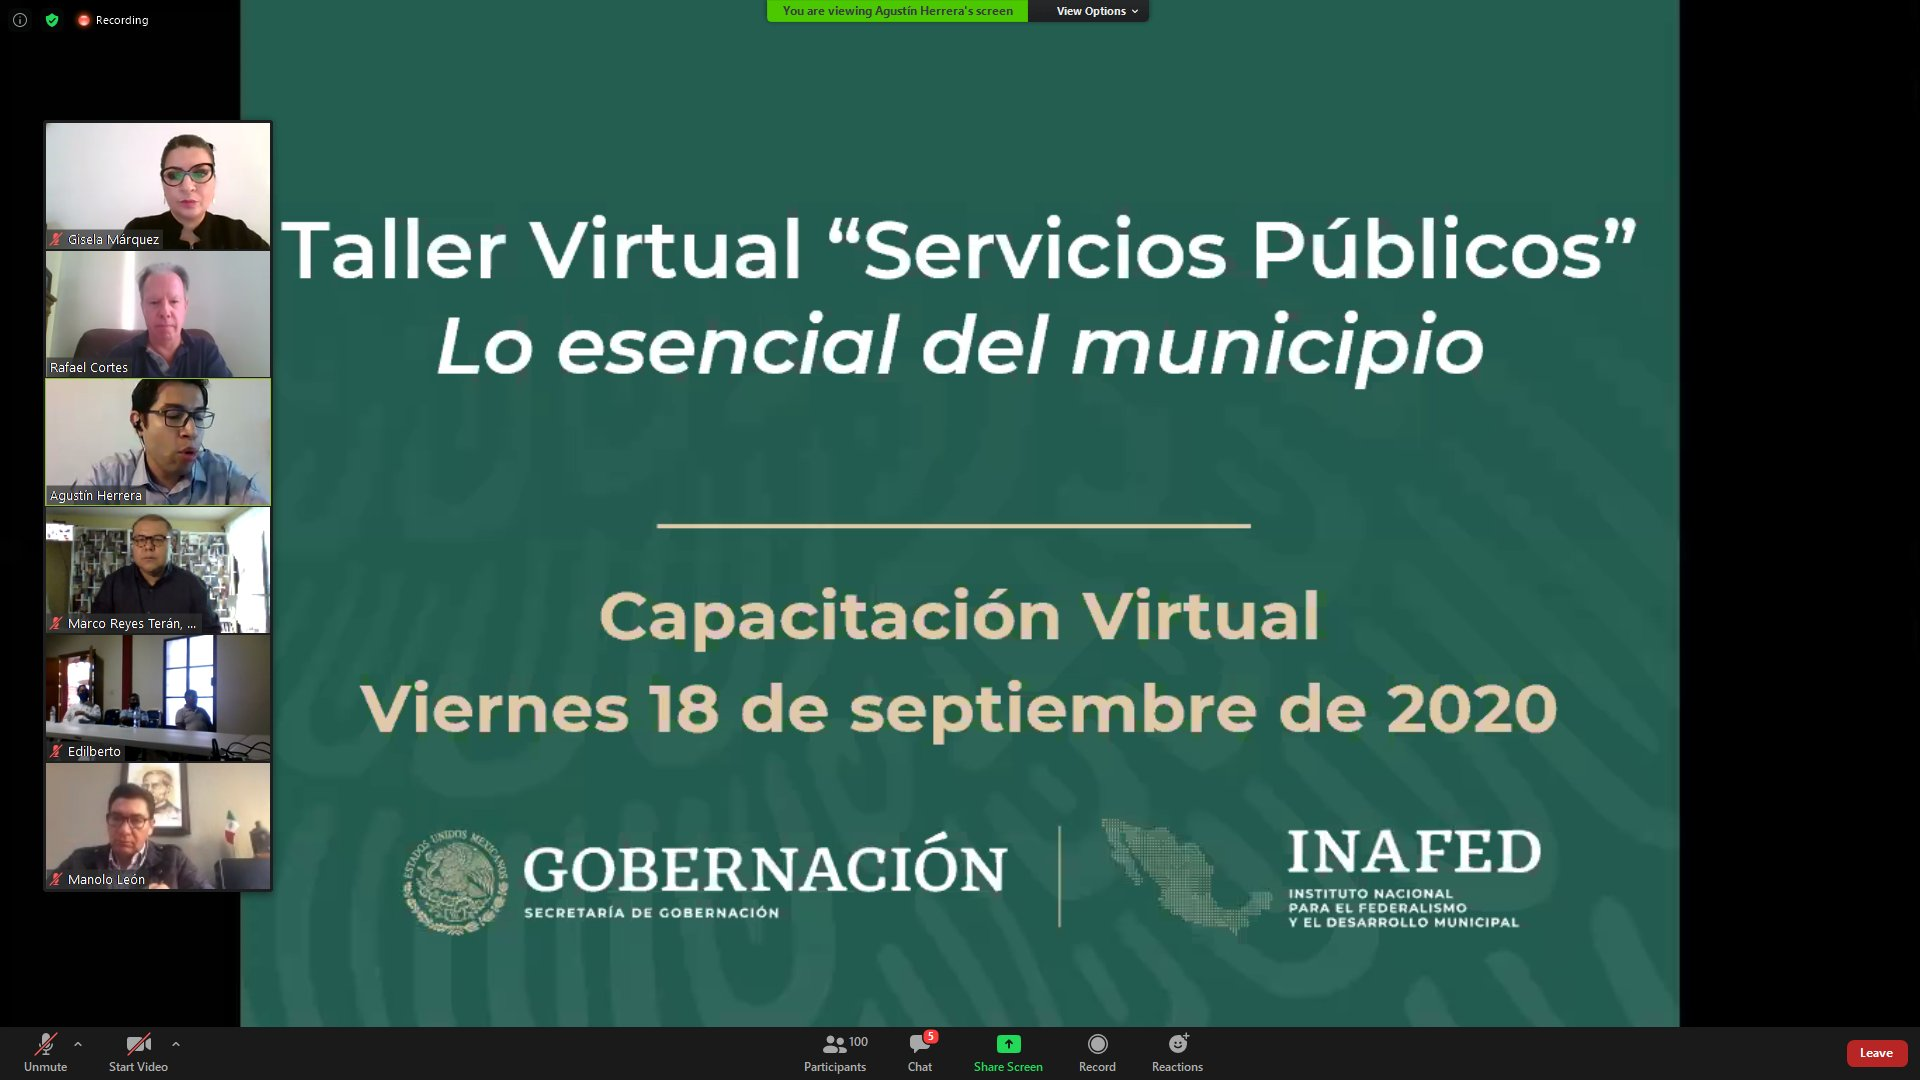 Recording
You are viewing Agustín Herrera's screen
View Options
Gisela Márquez
Rafael Cortes
Agustín Herrera
Marco Reyes Terán, ...
Edilberto
Manolo León
Taller Virtual “Servicios Públicos”
Lo esencial del municipio
Capacitación Virtual
Viernes 18 de septiembre de 2020
ESTADOS UNIDOS MEXICANOS
GOBERNACIÓN
SECRETARÍA DE GOBERNACIÓN
INAFED
INSTITUTO NACIONAL
PARA EL FEDERALISMO
Y EL DESARROLLO MUNICIPAL
Unmute
Start Video
100
Participants
5
Chat
Share Screen
Record
Reactions
Leave